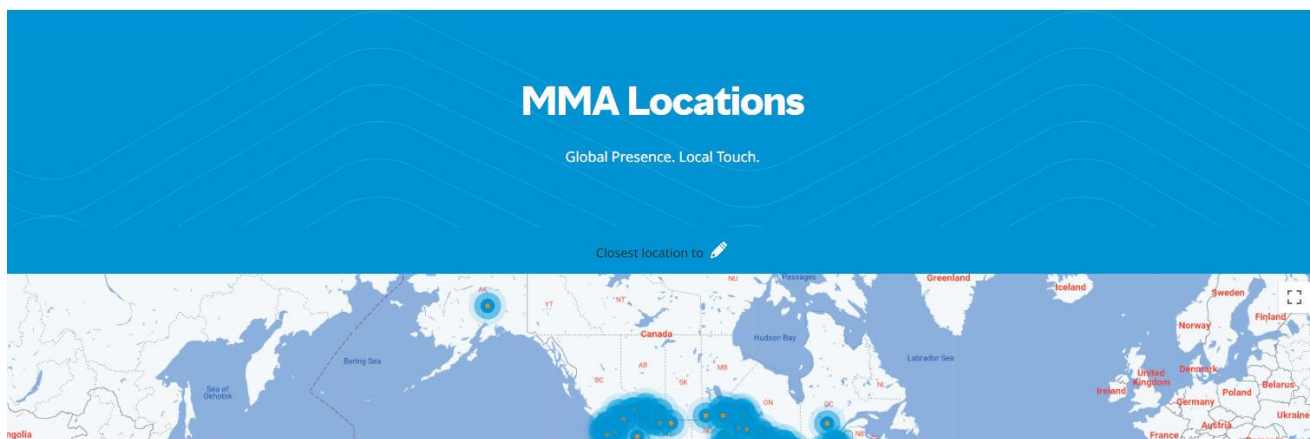 MMA Locations
Global Presence. Local Touch.
Closest location to
NU
Passages
Greenland
Iceland
Sweden
AK
YT
NT
Finland
Norway
Canada
Hudson Bay
Bering Sea
Labrador Sea
AB
MB
BC
SK
NL
Sea of
Okhotsk
United
Kingdom
Denmark
Ireland
Poland
Belarus
Germany
ON
QC
Ukraine
Austria
NB
France
ngolia